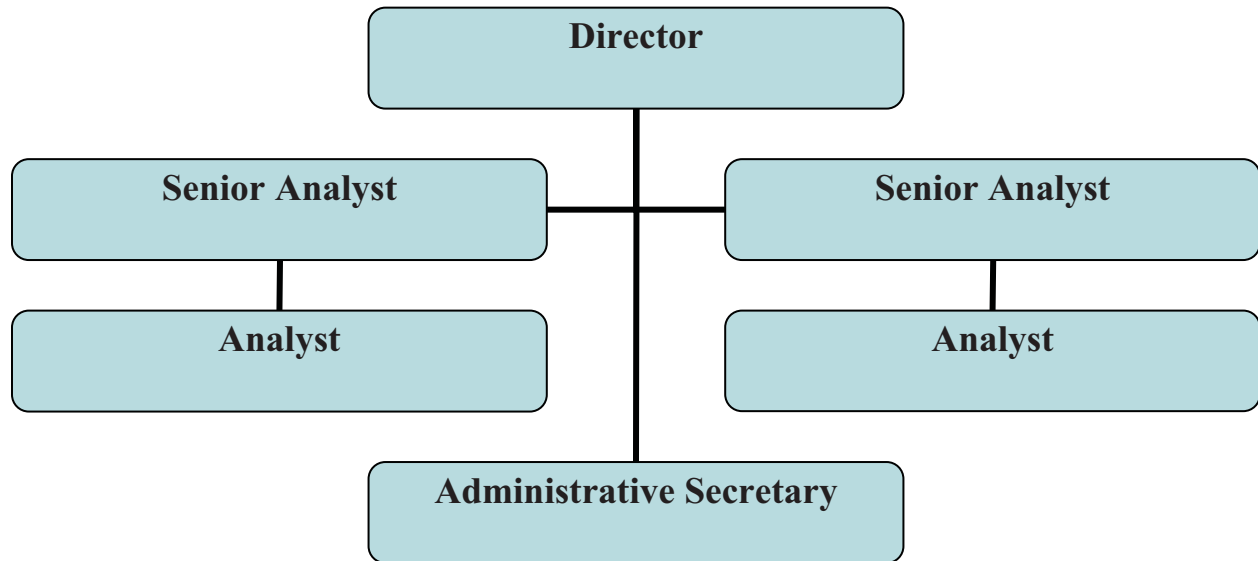 Director
Senior Analyst
Senior Analyst
Analyst
Analyst
Administrative Secretary